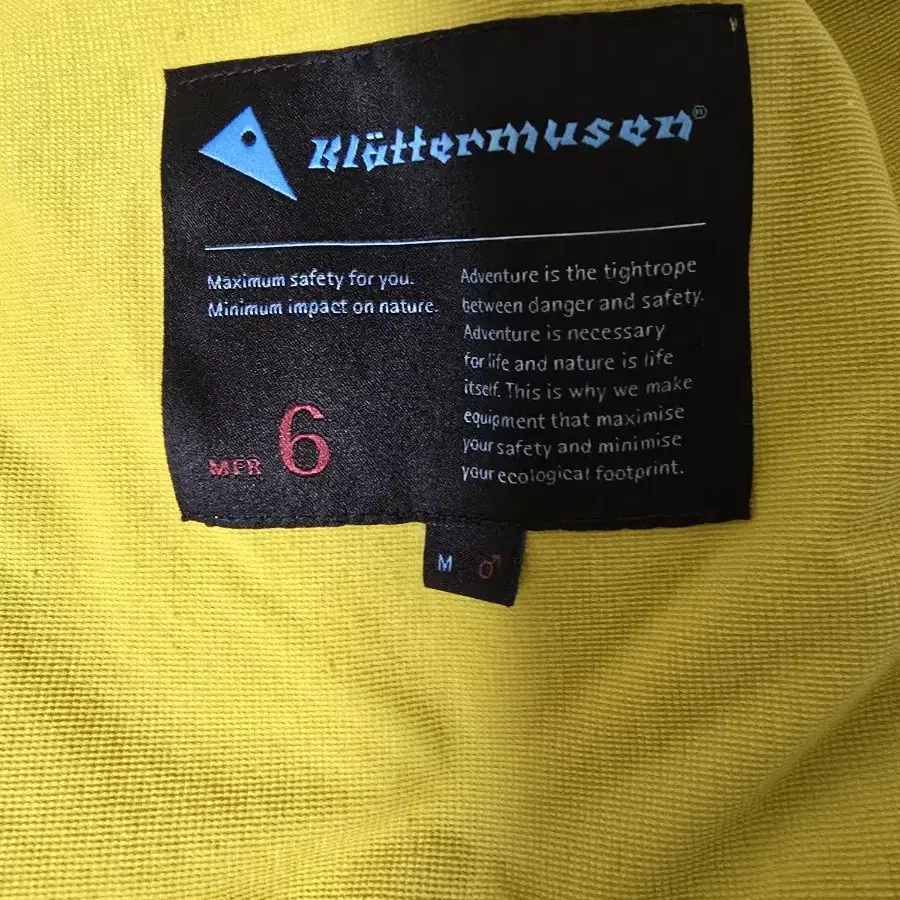 Klättermusen®
Maximum safety for you.
Minimum impact on nature.
MFR 6
Adventure is the tightrope
between danger and safety.
Adventure is necessary
for life and nature is life
itself. This is why we make
equipment that maximise
your safety and minimise
your ecological footprint.
M ♂